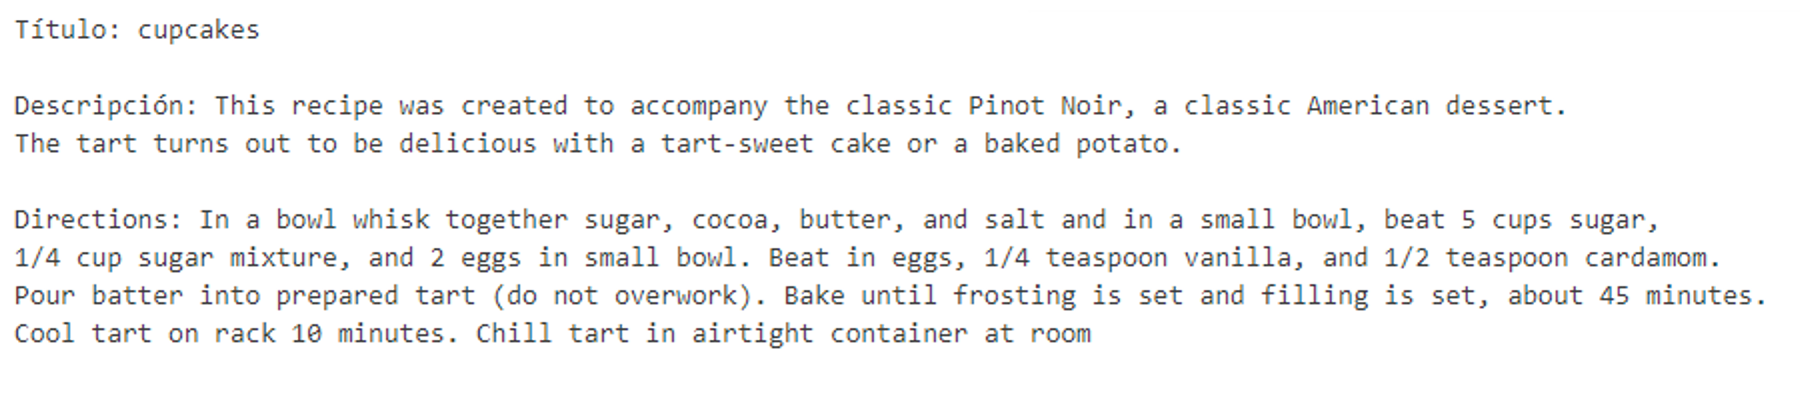 Título: cupcakes
Descripción: This recipe was created to accompany the classic Pinot Noir, a classic American dessert.
The tart turns out to be delicious with a tart-sweet cake or a baked potato.
Directions: In a bowl whisk together sugar, cocoa, butter, and salt and in a small bowl, beat 5 cups sugar,
1/4 cup sugar mixture, and 2 eggs in small bowl. Beat in eggs, 1/4 teaspoon vanilla, and 1/2 teaspoon cardamom.
Pour batter into prepared tart (do not overwork). Bake until frosting is set and filling is set, about 45 minutes.
Cool tart on rack 10 minutes. Chill tart in airtight container at room